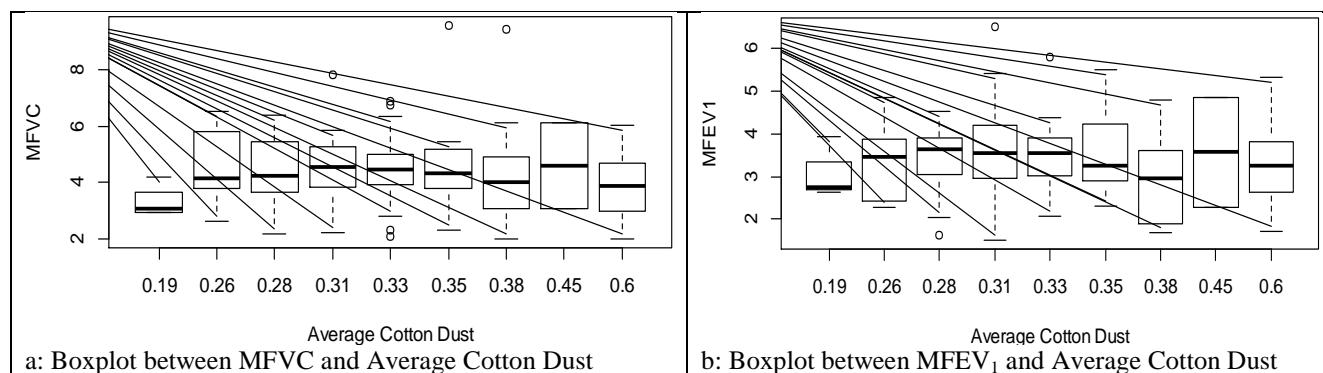 MFVC
8
6
4
2
0.19 0.26 0.28 0.31 0.33 0.35 0.38 0.45 0.6
Average Cotton Dust
a: Boxplot between MFVC and Average Cotton Dust
MFEV1
6
5
4
3
2
0.19 0.26 0.28 0.31 0.33 0.35 0.38 0.45 0.6
Average Cotton Dust
b: Boxplot between MFEV₁ and Average Cotton Dust